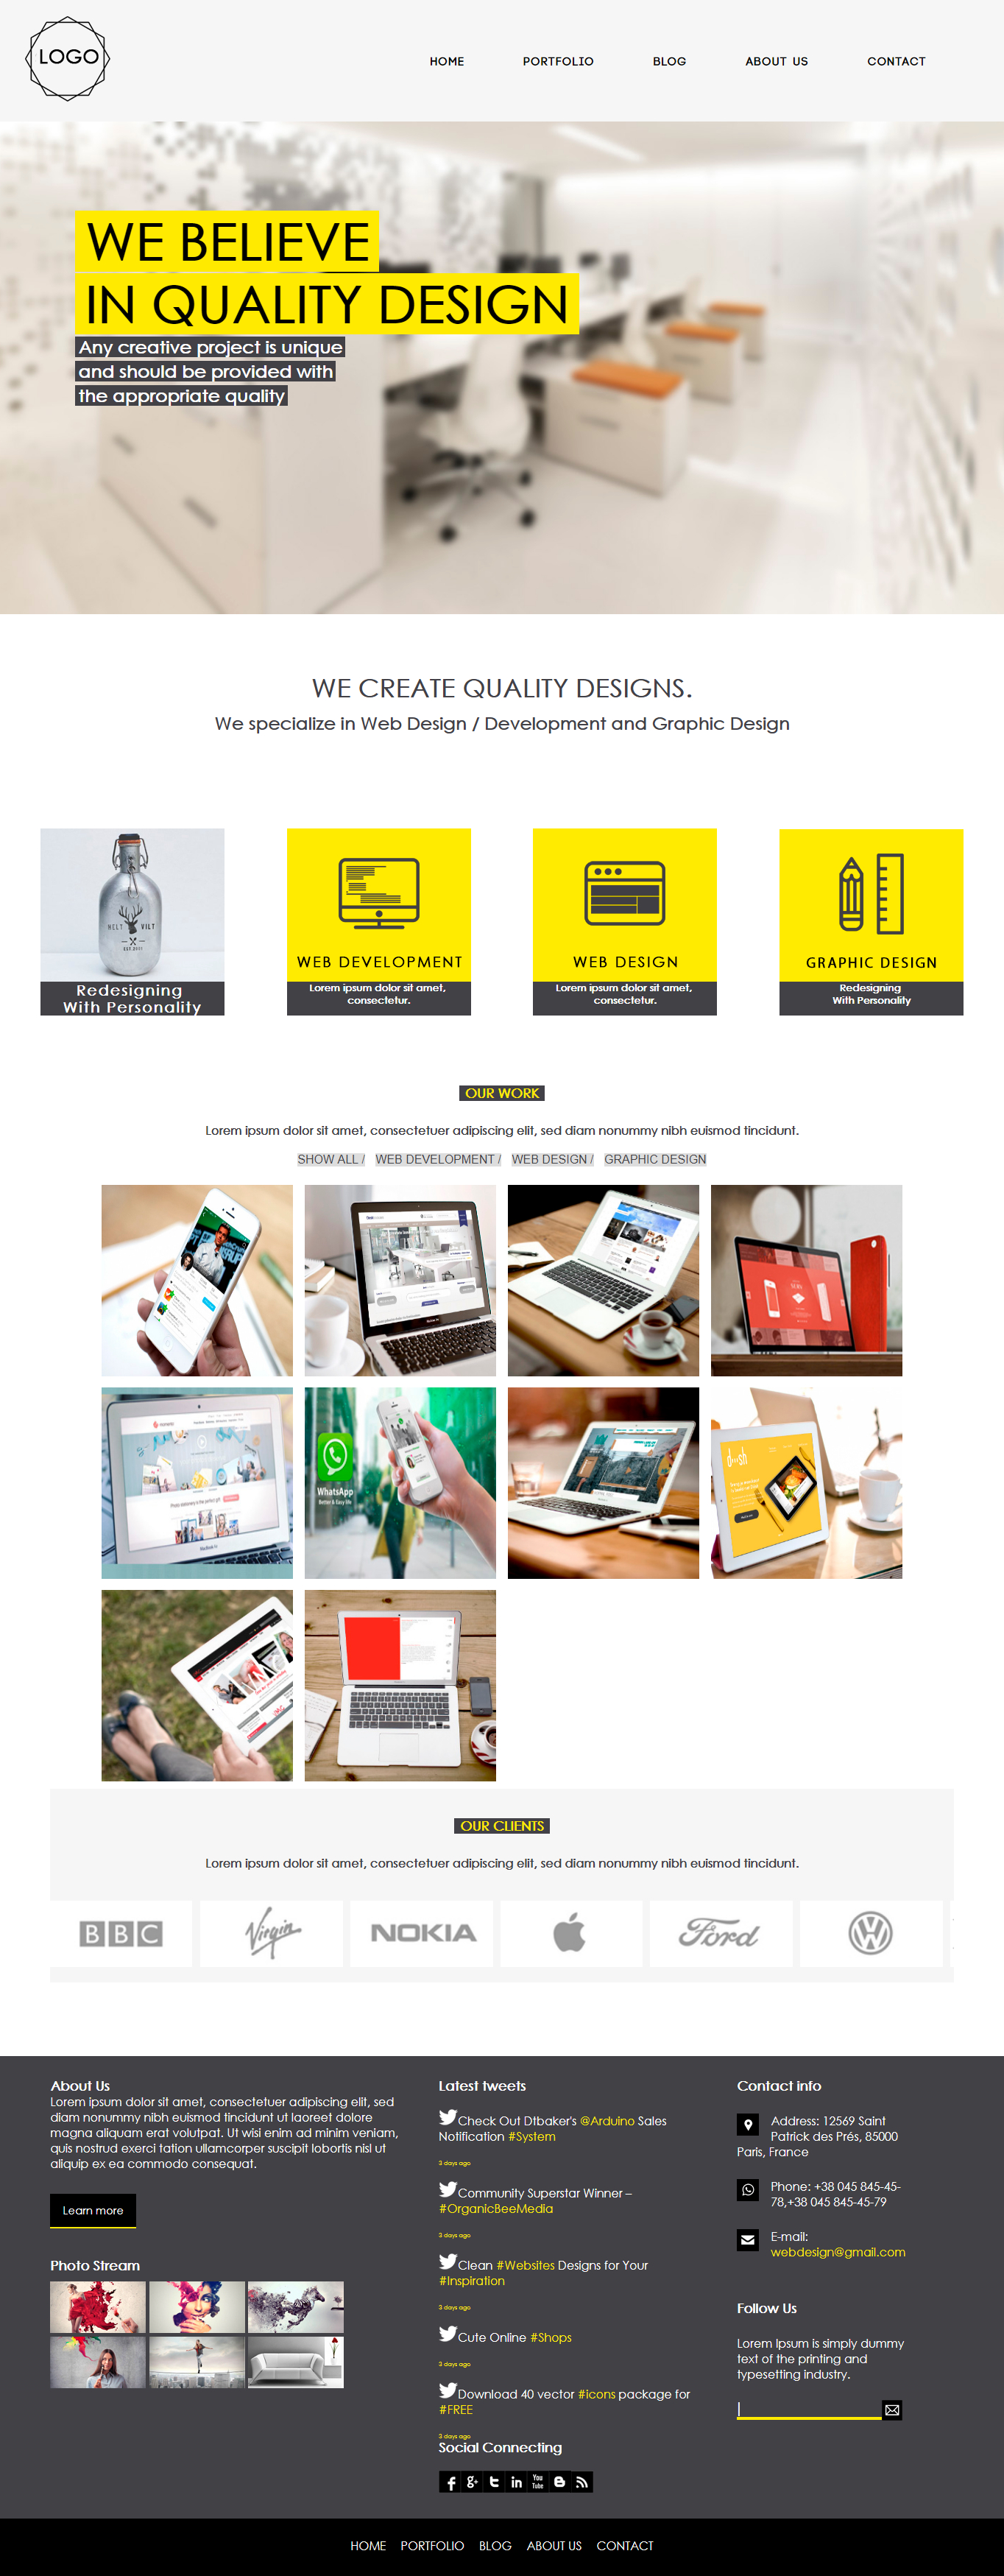 LOGO
HOME PORTFOLIO BLOG ABOUT US CONTACT
WE BELIEVE
IN QUALITY DESIGN
Any creative project is unique
and should be provided with
the appropriate quality
WE CREATE QUALITY DESIGNS.
We specialize in Web Design / Development and Graphic Design
HELT VILT
Redesigning
With Personality
WEB DEVELOPMENT
Lorem ipsum dolor sit amet,
consectetur.
WEB DESIGN
Lorem ipsum dolor sit amet,
consectetur.
GRAPHIC DESIGN
Redesigning
With Personality
OUR WORK
Lorem ipsum dolor sit amet, consectetuer adipiscing elit, sed diam nonummy nibh euismod tincidunt.
SHOW ALL / WEB DEVELOPMENT / WEB DESIGN / GRAPHIC DESIGN
WhatsApp
OUR CLIENTS
Lorem ipsum dolor sit amet, consectetuer adipiscing elit, sed diam nonummy nibh euismod tincidunt.
BBC Virgin NOKIA Ford
About Us
Lorem ipsum dolor sit amet, consectetuer adipiscing elit, sed
diam nonummy nibh euismod tincidunt ut laoreet dolore
magna aliquam erat volutpat. Ut wisi enim ad minim veniam,
quis nostrud exerci tation ullamcorper suscipit lobortis nisl ut
aliquip ex ea commodo consequat.
Learn more
Photo Stream
Latest tweets
Check Out Dtbaker's @Arduino Sales
Notification #System
3 days ago
Community Superstar Winner –
#OrganicBeeMedia
3 days ago
Clean #Websites Designs for Your
#Inspiration
3 days ago
Cute Online #Shops
3 days ago
Download 40 vector #icons package for
#FREE
3 days ago
Social Connecting
You
Tube
Contact info
Address: 12569 Saint
Patrick des Prés, 85000
Paris, France
Phone: +38 045 845-45-
78,+38 045 845-45-79
E-mail:
webdesign@gmail.com
Follow Us
Lorem Ipsum is simply dummy
text of the printing and
typesetting industry.
HOME PORTFOLIO BLOG ABOUT US CONTACT